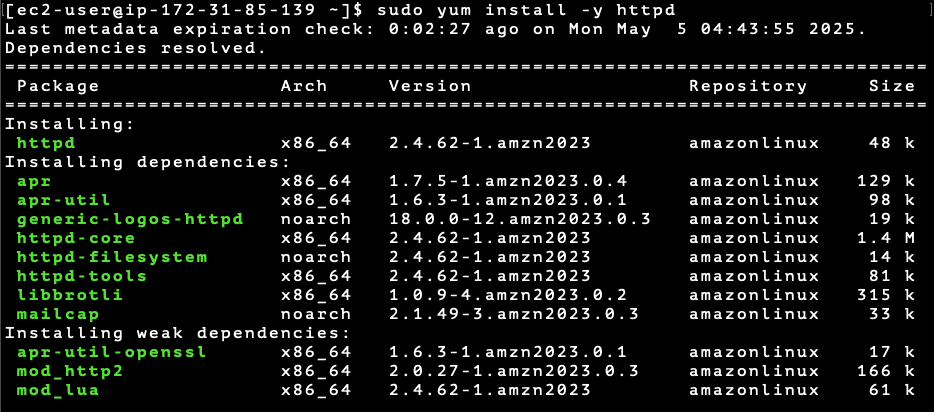 [ec2-user@ip-172-31-85-139 ~]$ sudo yum install -y httpd
Last metadata expiration check: 0:02:27 ago on Mon May  5 04:43:55 2025.
Dependencies resolved.
================================================================================
 Package                Arch     Version                  Repository      Size
================================================================================
Installing:
 httpd                  x86_64   2.4.62-1.amzn2023        amazonlinux     48 k
Installing dependencies:
 apr                    x86_64   1.7.5-1.amzn2023.0.4     amazonlinux    129 k
 apr-util               x86_64   1.6.3-1.amzn2023.0.1     amazonlinux     98 k
 generic-logos-httpd    noarch   18.0.0-12.amzn2023.0.3   amazonlinux     19 k
 httpd-core             x86_64   2.4.62-1.amzn2023        amazonlinux    1.4 M
 httpd-filesystem       noarch   2.4.62-1.amzn2023        amazonlinux     14 k
 httpd-tools            x86_64   2.4.62-1.amzn2023        amazonlinux     81 k
 libbrotli              x86_64   1.0.9-4.amzn2023.0.2     amazonlinux    315 k
 mailcap                noarch   2.1.49-3.amzn2023.0.3    amazonlinux     33 k
Installing weak dependencies:
 apr-util-openssl       x86_64   1.6.3-1.amzn2023.0.1     amazonlinux     17 k
 mod_http2              x86_64   2.0.27-1.amzn2023.0.3    amazonlinux    166 k
 mod_lua                x86_64   2.4.62-1.amzn2023        amazonlinux     61 k